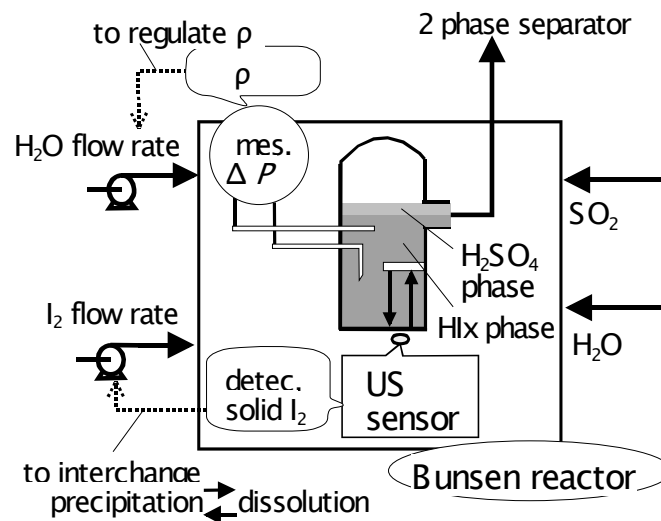 to regulate ρ
2 phase separator
ρ
H₂O flow rate
mes.
Δ P
SO₂
H₂SO₄
phase
I₂ flow rate
HIx phase
H₂O
detec.
solid I₂
US
sensor
to interchange
precipitation
dissolution
Bunsen reactor